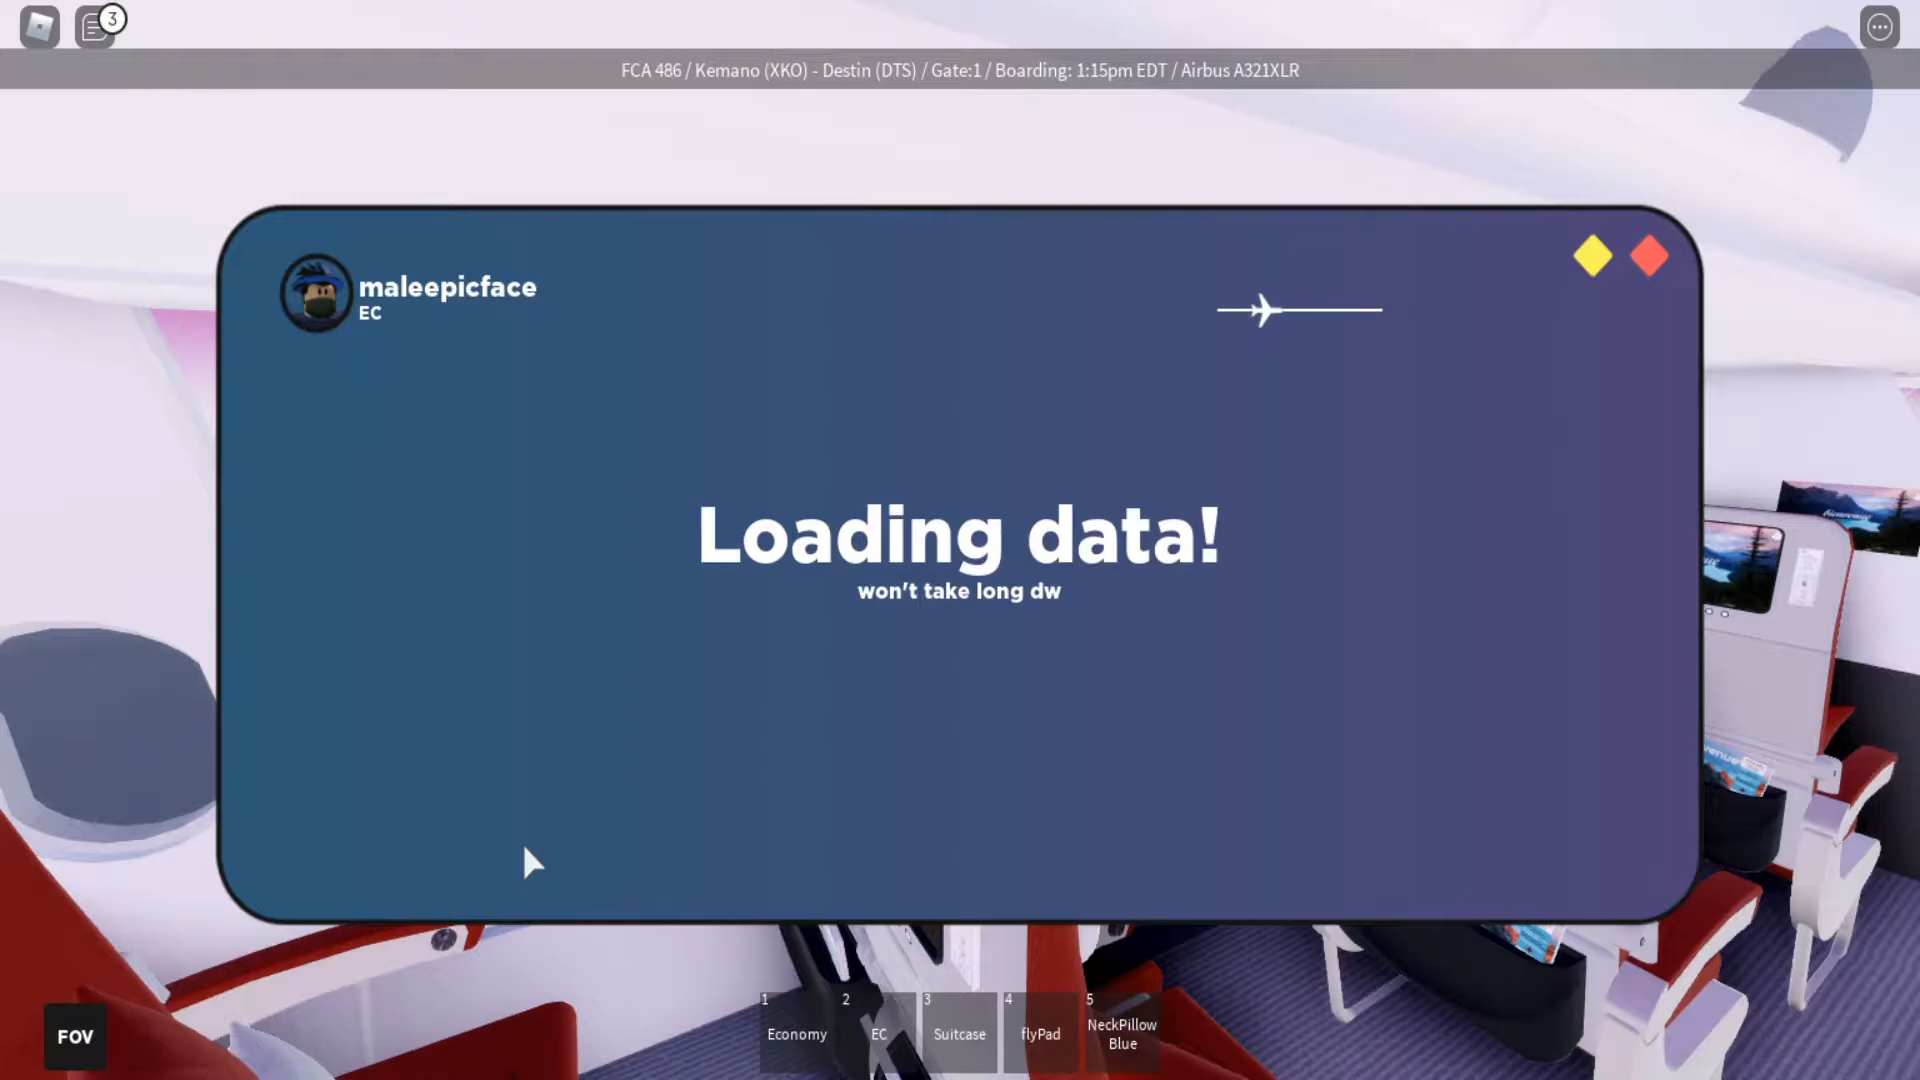 3
FCA 486 / Kemano (XKO) - Destin (DTS) / Gate:1 / Boarding: 1:15pm EDT / Airbus A321XLR
maleepicface
EC
Loading data!
won't take long dw
bienvenue
FOV
1
Economy
2
EC
3
Suitcase
4
flyPad
5
NeckPillow
Blue